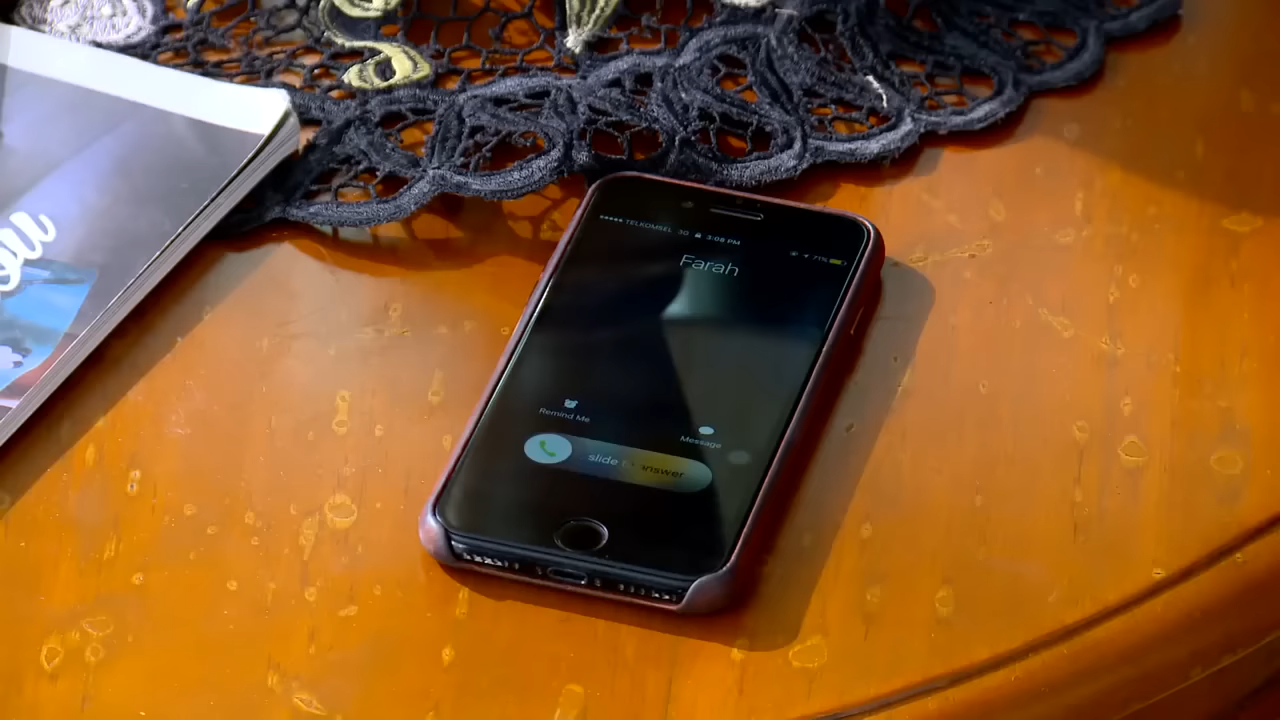 TELKOMSEL 3G 3:08 PM 71%
Farah
Remind Me
Message
slide to answer